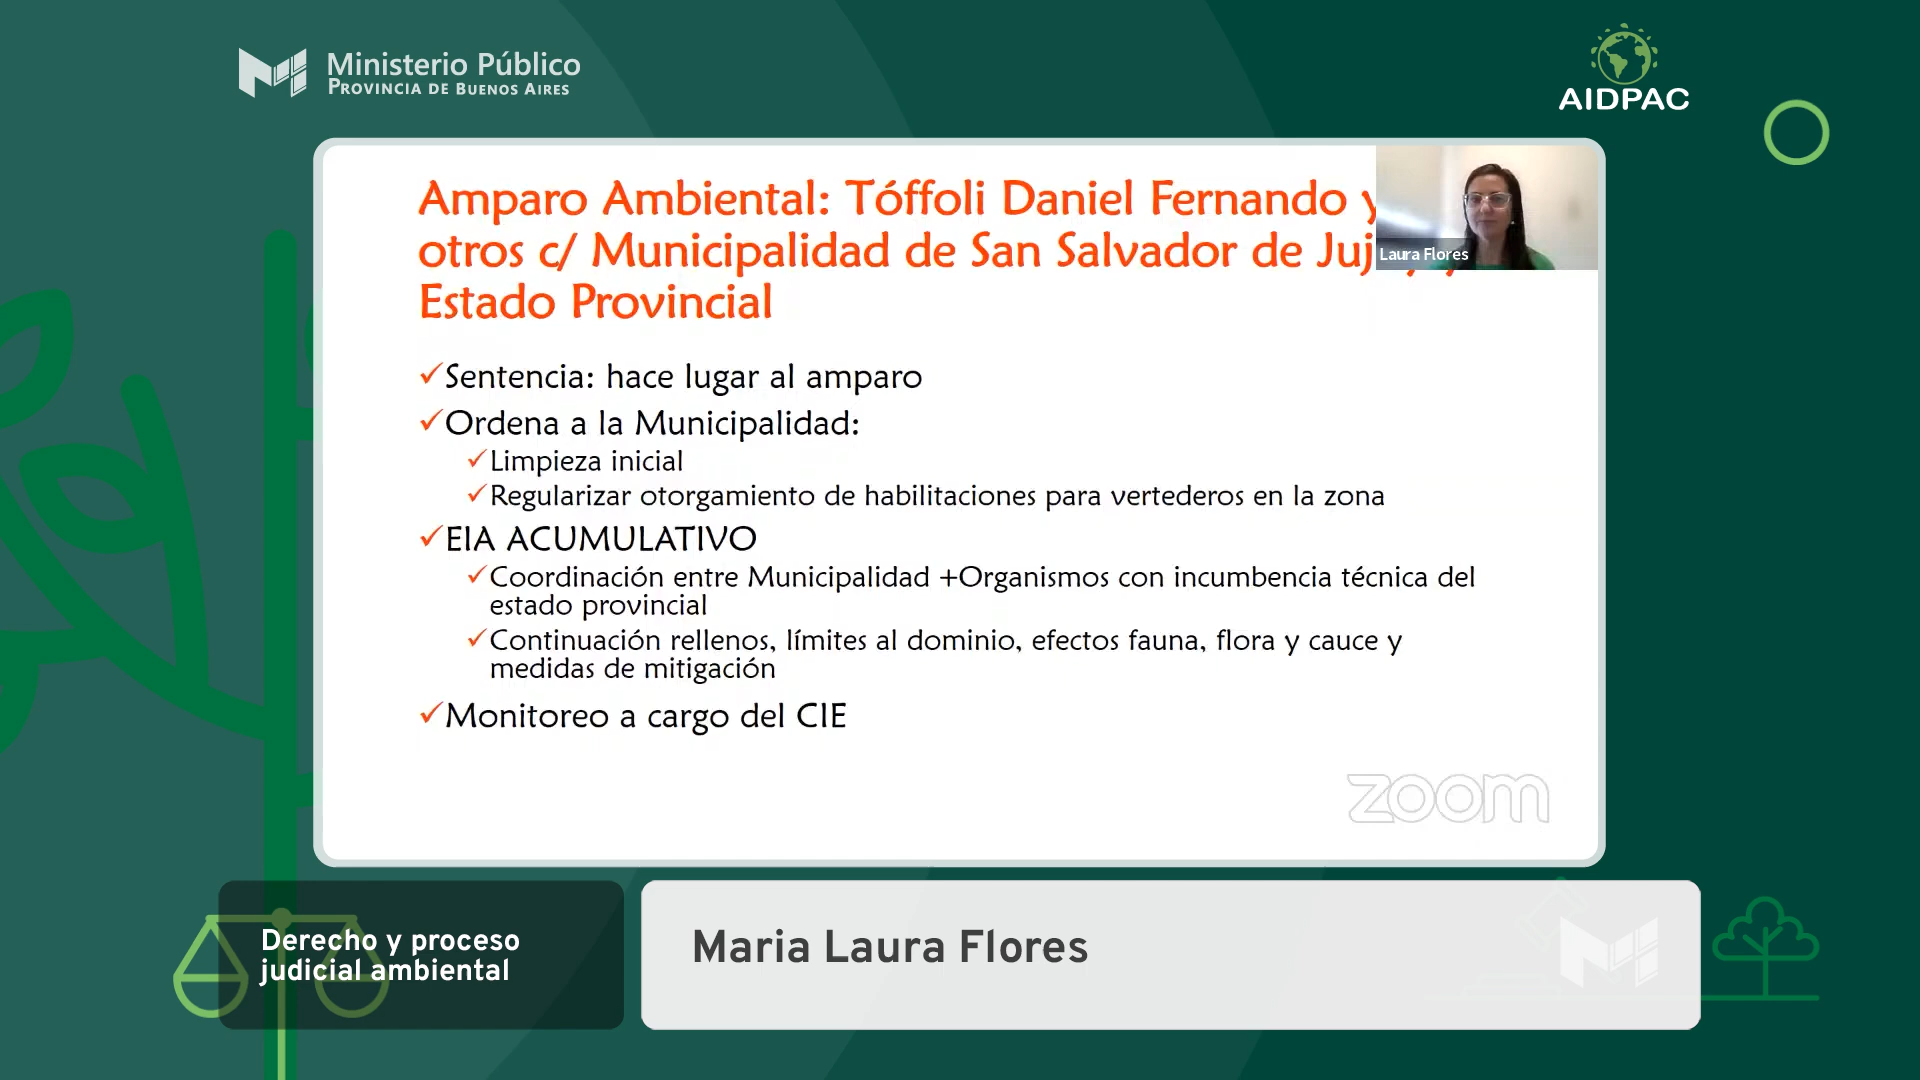 Ministerio Público
PROVINCIA DE BUENOS AIRES
AIDPAC
Amparo Ambiental: Tóffoli Daniel Fernando y
otros c/ Municipalidad de San Salvador de
Estado Provincial
Laura Flores
✓Sentencia: hace lugar al amparo
✓Ordena a la Municipalidad:
✓Limpieza inicial
✓Regularizar otorgamiento de habilitaciones para vertederos en la zona
✓EIA ACUMULATIVO
✓Coordinación entre Municipalidad +Organismos con incumbencia técnica del
estado provincial
✓Continuación rellenos, límites al dominio, efectos fauna, flora y cauce y
medidas de mitigación
✓Monitoreo a cargo del CIE
zoom
Derecho y proceso
judicial ambiental
Maria Laura Flores